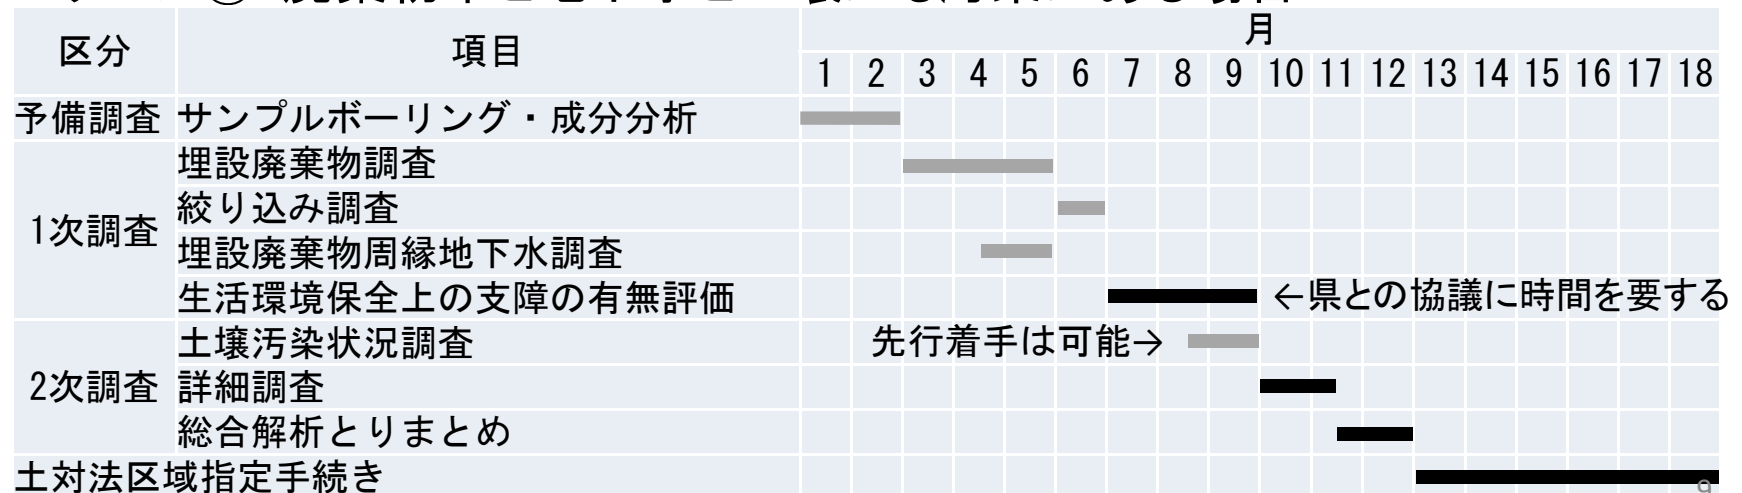 区分 項目 月
1 2 3 4 5 6 7 8 9 10 11 12 13 14 15 16 17 18
予備調査 サンプルボーリング・成分分析
1次調査
埋設廃棄物調査
絞り込み調査
埋設廃棄物周縁地下水調査
生活環境保全上の支障の有無評価 ←県との協議に時間を要する
2次調査
土壌汚染状況調査 先行着手は可能→
詳細調査
総合解析とりまとめ
土対法区域指定手続き
9